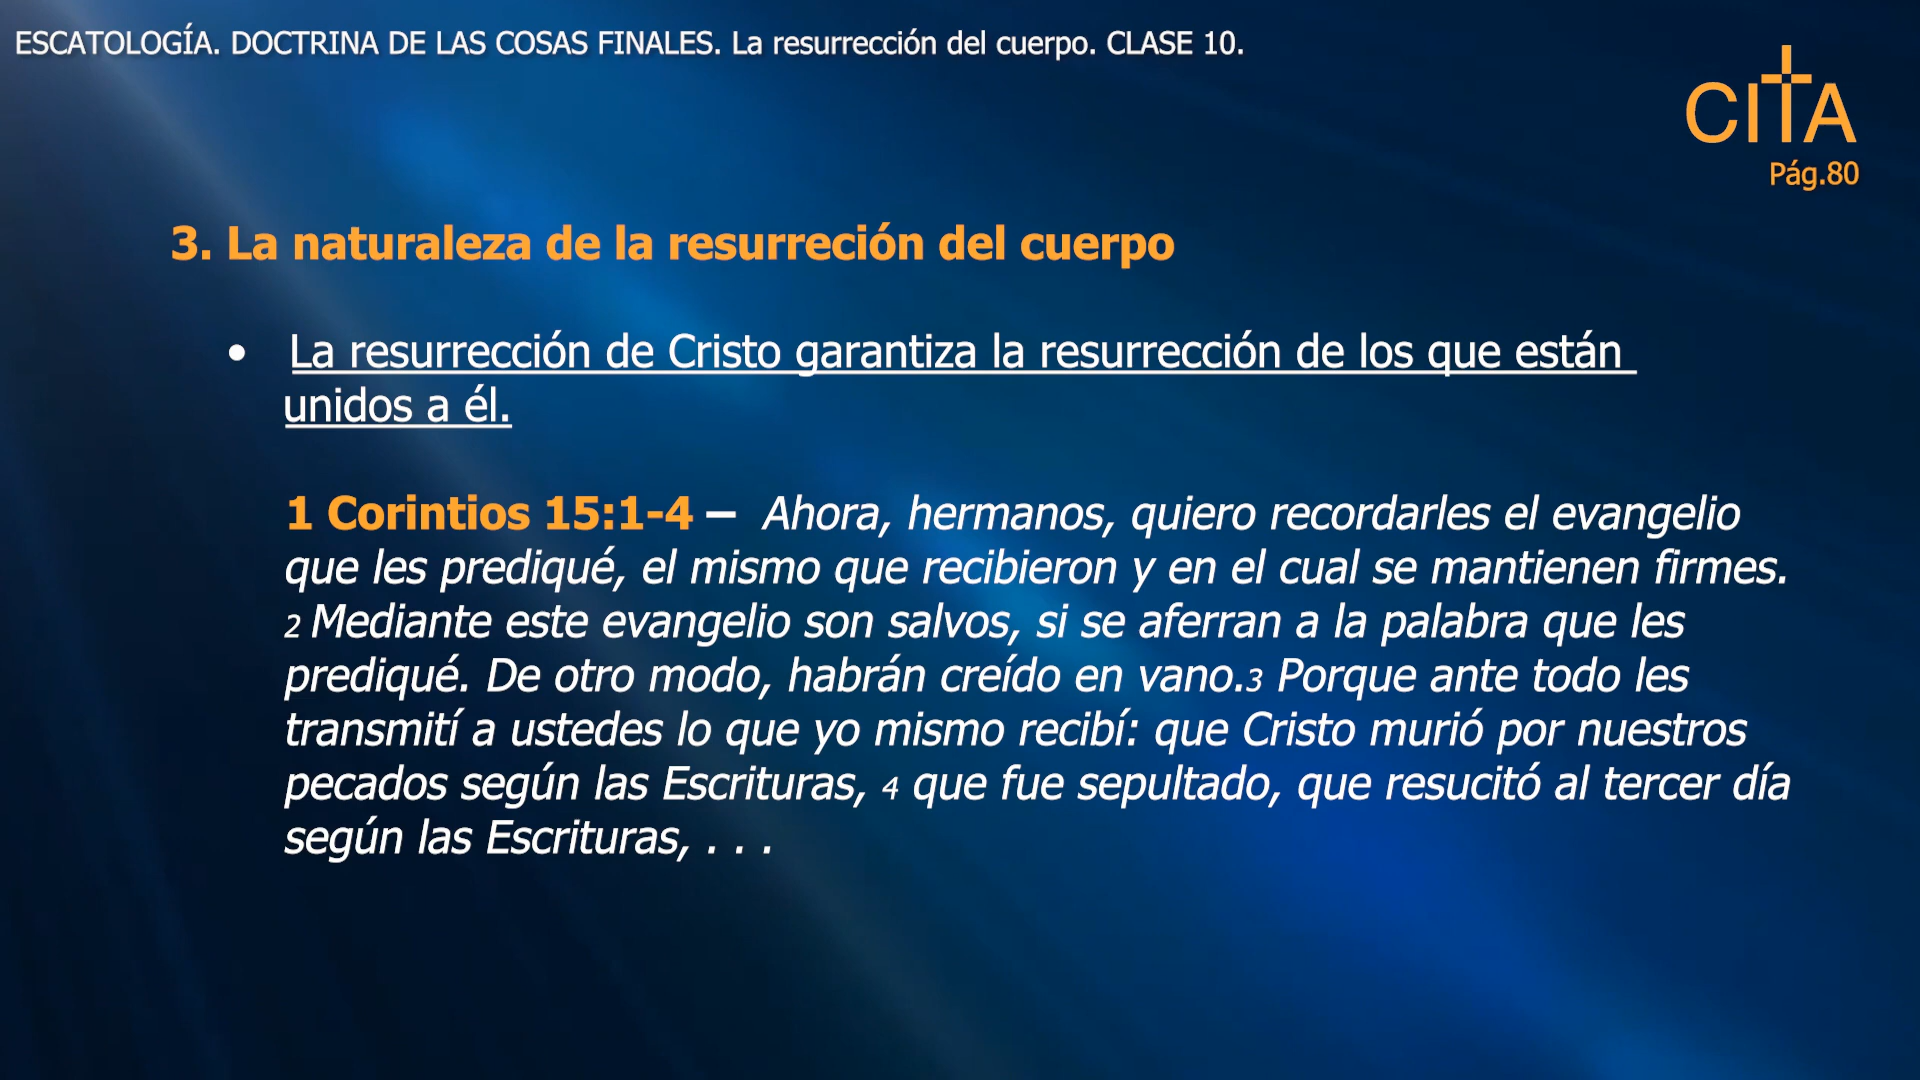 ESCATOLOGÍA. DOCTRINA DE LAS COSAS FINALES. La resurrección del cuerpo. CLASE 10.
CITA
Pág.80
3. La naturaleza de la resurreción del cuerpo
• La resurrección de Cristo garantiza la resurrección de los que están
unidos a él.
1 Corintios 15:1-4 – Ahora, hermanos, quiero recordarles el evangelio
que les prediqué, el mismo que recibieron y en el cual se mantienen firmes.
2 Mediante este evangelio son salvos, si se aferran a la palabra que les
prediqué. De otro modo, habrán creído en vano.3 Porque ante todo les
transmití a ustedes lo que yo mismo recibí: que Cristo murió por nuestros
pecados según las Escrituras, 4 que fue sepultado, que resucitó al tercer día
según las Escrituras, . . .